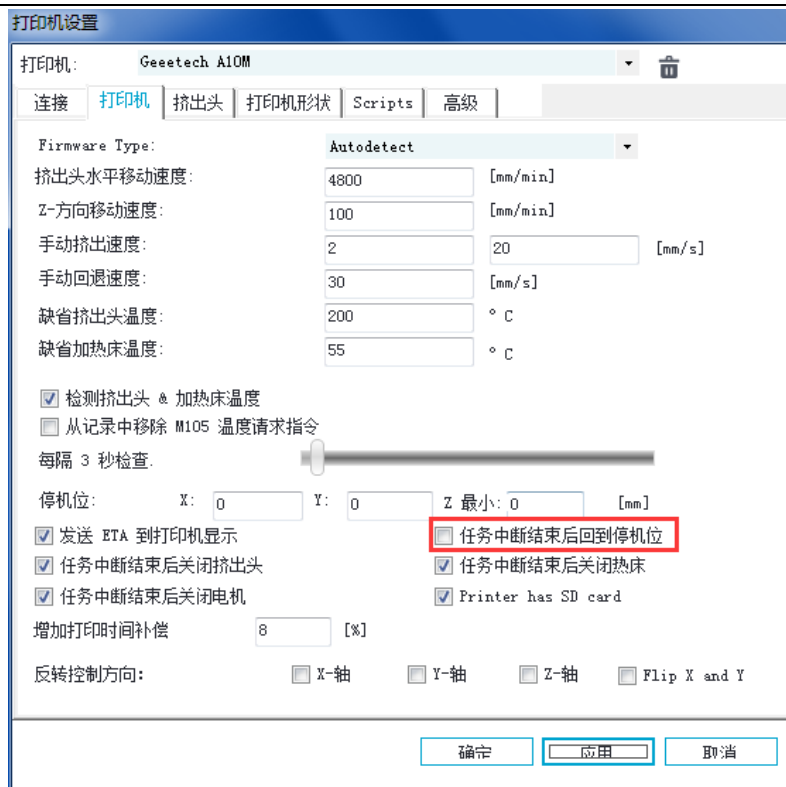 打印机设置
打印机: Geeetech A10M
连接 打印机 挤出头 打印机形状 Scripts 高级
Firmware Type: Autodetect
挤出头水平移动速度: 4800 [mm/min]
Z-方向移动速度: 100 [mm/min]
手动挤出速度: 2 20 [mm/s]
手动回退速度: 30 [mm/s]
缺省挤出头温度: 200 ° C
缺省加热床温度: 55 ° C
检测挤出头 & 加热床温度
从记录中移除 M105 温度请求指令
每隔 3 秒检查.
停机位: X: 0 Y: 0 Z 最小: 0 [mm]
发送 ETA 到打印机显示 任务中断结束后回到停机位
任务中断结束后关闭挤出头 任务中断结束后关闭热床
任务中断结束后关闭电机 Printer has SD card
增加打印时间补偿 8 [%]
反转控制方向: X-轴 Y-轴 Z-轴 Flip X and Y
确定 应用 取消